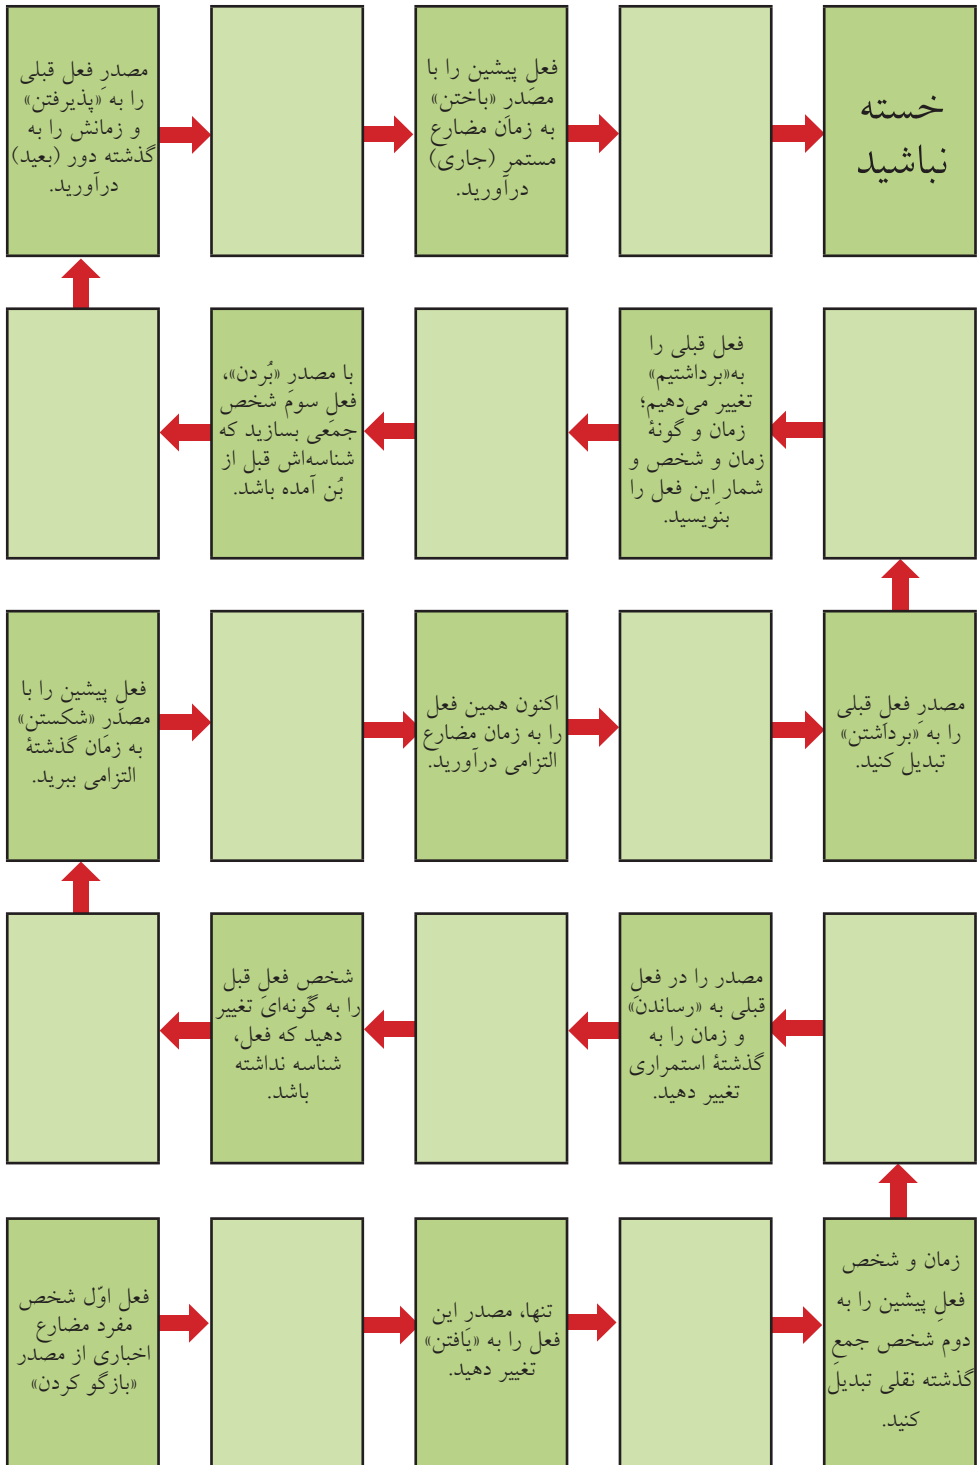 مصدرِ فعل قبلی
را به «پذیرفتن»
و زمانش را به
گذشته دور (بعید)
درآورید.
فعلِ پیشین را با
مصدرِ «باختن»
به زمانِ مضارع
مستمرِ (جاری)
درآورید.
خسته
نباشید
فعل قبلی را
به«برداشتیم»
تغییر می‌دهیم؛
زمان و گونهٔ
زمان و شخص و
شمارِ این فعل را
بنویسید.
با مصدرِ «بُردن»،
فعلِ سومَ شخص
جمعی بسازید که
شناسه‌اش قبل از
بُن آمده باشد.
فعلِ پیشین را با
مصدرِ «شکستن»
به زمان گذشتهٔ
التزامی ببرید.
اکنون همین فعل
را به زمان مضارع
التزامی درآورید.
مصدرِ فعلِ قبلی
را به «برداشتن»
تبدیل کنید.
مصدر را در فعلِ
قبلی به «رساندن»
و زمان را به
گذشتهٔ استمراری
تغییر دهید.
شخصِ فعلِ قبل
را به گونه‌ای تغییر
دهید که فعل،
شناسه نداشته
باشد.
فعل اوّل شخص
مفرد مضارع
اخباری از مصدر
«بازگو کردن»
تنها، مصدر این
فعل را به «یافتن»
تغییر دهید.
زمان و شخص
فعلِ پیشین را به
دوم شخص جمعِ
گذشته نقلی تبدیل
کنید.